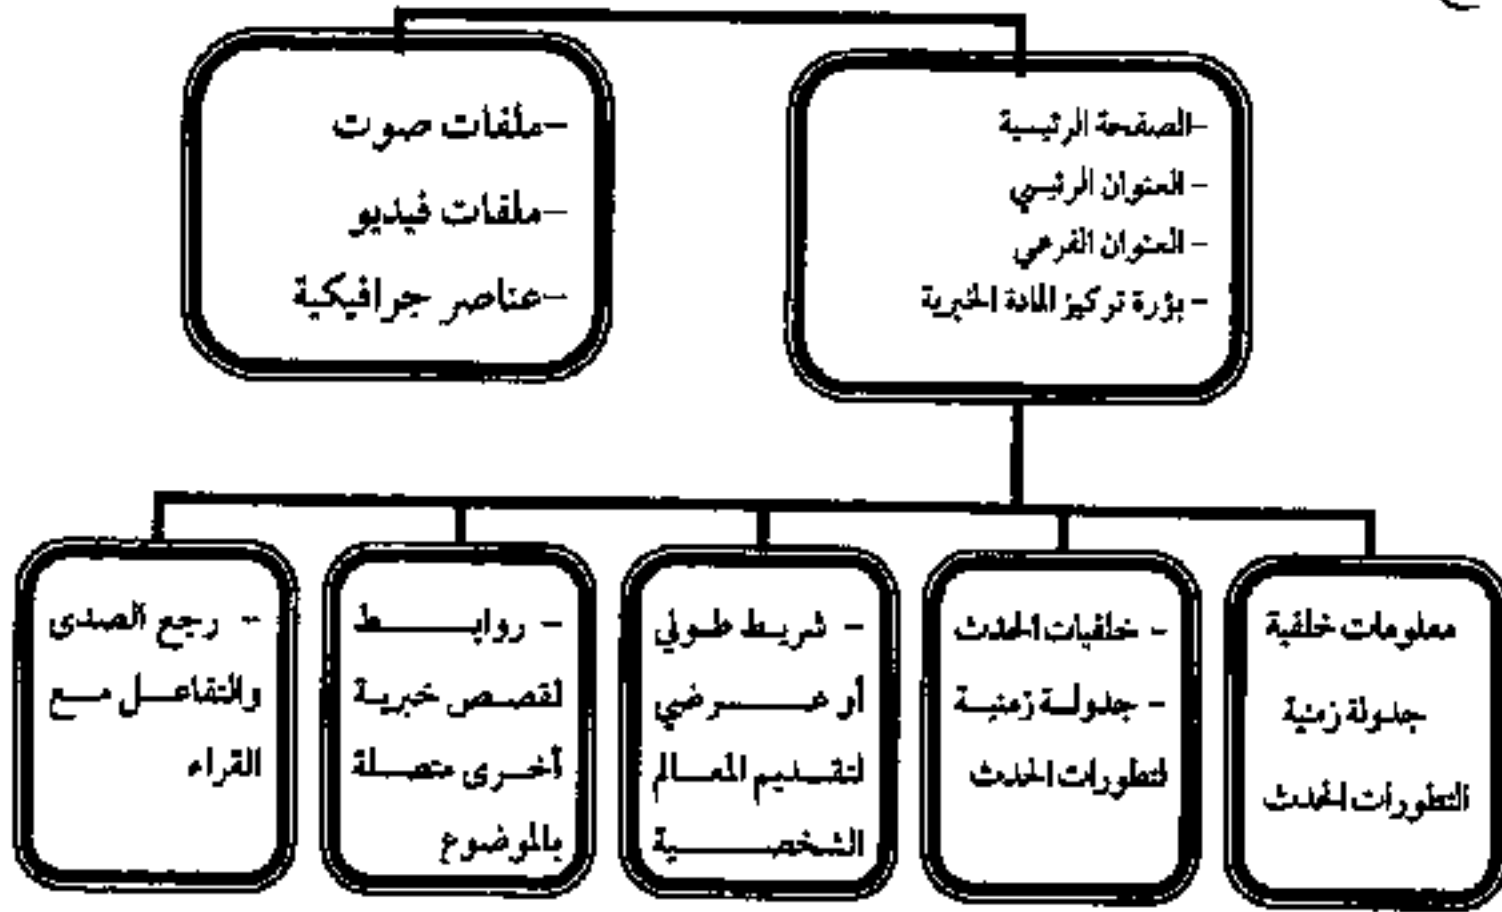 -الصفحة الرئيسية
- العنوان الرئيسي
- العنوان الفرعي
- بؤرة تركيز المادة الخبرية
-ملفات صوت
-ملفات فيديو
-عناصر جرافيكية
معلومات خلفية
جدولة زمنية
التطورات الحدث
- خلفيات الحدث
- جدولة زمنية
لتطورات الحدث
- شريط طولي
أو عرضي
لتقديم المعالم
الشخصية
- روابط
لقصص خبرية
أخرى متصلة
بالموضوع
- رجع الصدى
والتفاعل مع
القراء